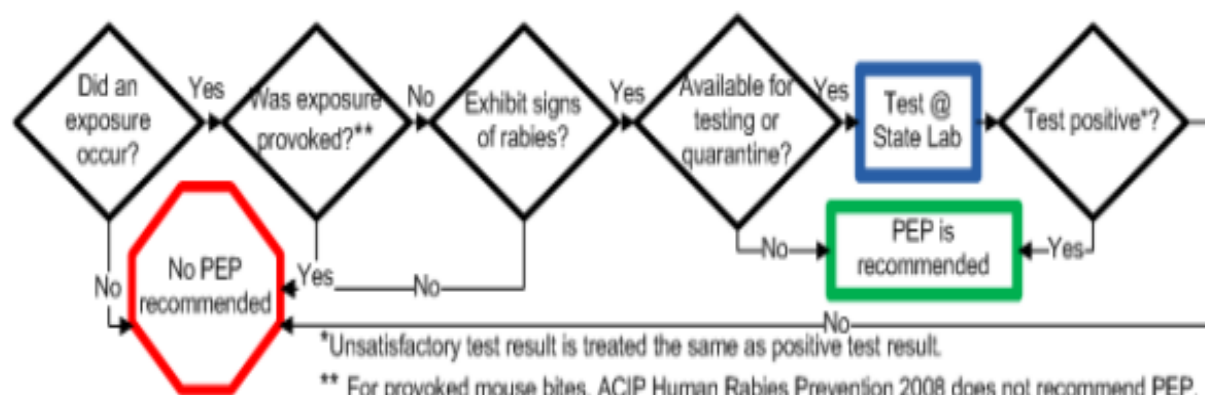 Did an
exposure
occur?
Yes
Was exposure
provoked?**
No
Exhibit signs
of rabies?
Yes
Available for
testing or
quarantine?
Yes
Test @
State Lab
Test positive*?
No
No PEP
recommended
Yes
No
No
PEP is
recommended
Yes
No
*Unsatisfactory test result is treated the same as positive test result.
** For provoked mouse bites, ACIP Human Rabies Prevention 2008 does not recommend PEP.